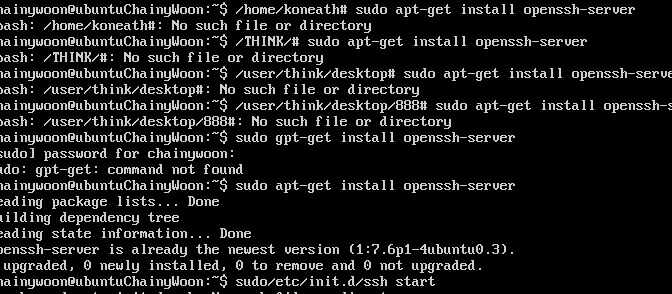 hainywoon@ubuntuChainyWoon:~$ /home/koneath# sudo apt-get install openssh-server
bash: /home/koneath#: No such file or directory
hainywoon@ubuntuChainyWoon:~$ /THINK/# sudo apt-get install openssh-server
bash: /THINK/#: No such file or directory
hainywoon@ubuntuChainyWoon:~$ /user/think/desktop# sudo apt-get install openssh-serve
bash: /user/think/desktop#: No such file or directory
hainywoon@ubuntuChainyWoon:~$ /user/think/desktop/888# sudo apt-get install openssh-s
bash: /user/think/desktop/888#: No such file or directory
hainywoon@ubuntuChainyWoon:~$ sudo gpt-get install openssh-server
sudo] password for chainywoon:
udo: gpt-get: command not found
hainywoon@ubuntuChainyWoon:~$ sudo apt-get install openssh-server
eading package lists... Done
uilding dependency tree
eading state information... Done
penssh-server is already the newest version (1:7.6p1-4ubuntu0.3).
upgraded, 0 newly installed, 0 to remove and 0 not upgraded.
hainywoon@ubuntuChainyWoon:~$ sudo/etc/init.d/ssh start